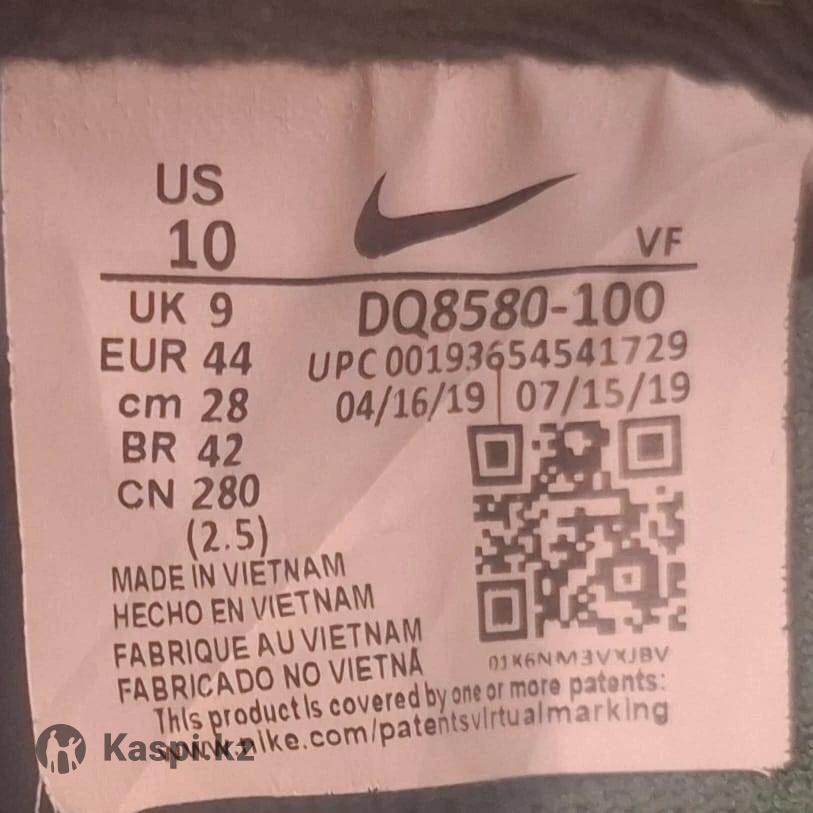 US
10
VF
UK 9
DQ8580-100
EUR 44
UPC 00193654541729
cm 28
04/16/19 | 07/15/19
BR 42
CN 280
(2.5)
MADE IN VIETNAM
HECHO EN VIETNAM
FABRIQUE AU VIETNAM
FABRICADO NO VIETNÃ
01K6NM3VXJBV
This product is covered by one or more patents:
www.nike.com/patentsvirtualmarking
Kaspi.kz